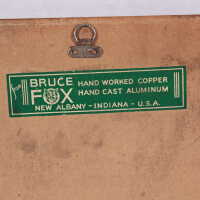 BRUCE FOX
HAND WORKED COPPER
HAND CAST ALUMINUM
NEW ALBANY - INDIANA - U.S.A.